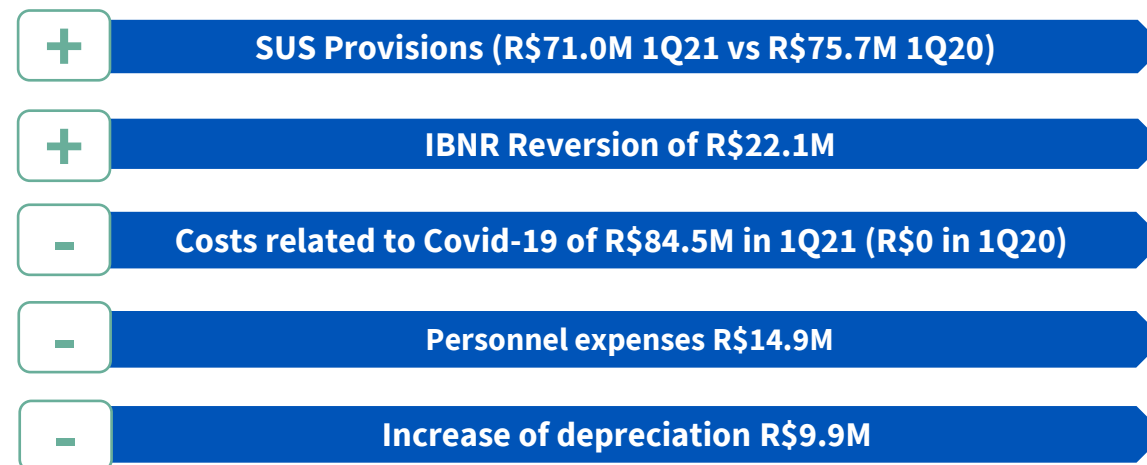 + SUS Provisions (R$71.0M 1Q21 vs R$75.7M 1Q20)
+ IBNR Reversion of R$22.1M
- Costs related to Covid-19 of R$84.5M in 1Q21 (R$0 in 1Q20)
- Personnel expenses R$14.9M
- Increase of depreciation R$9.9M